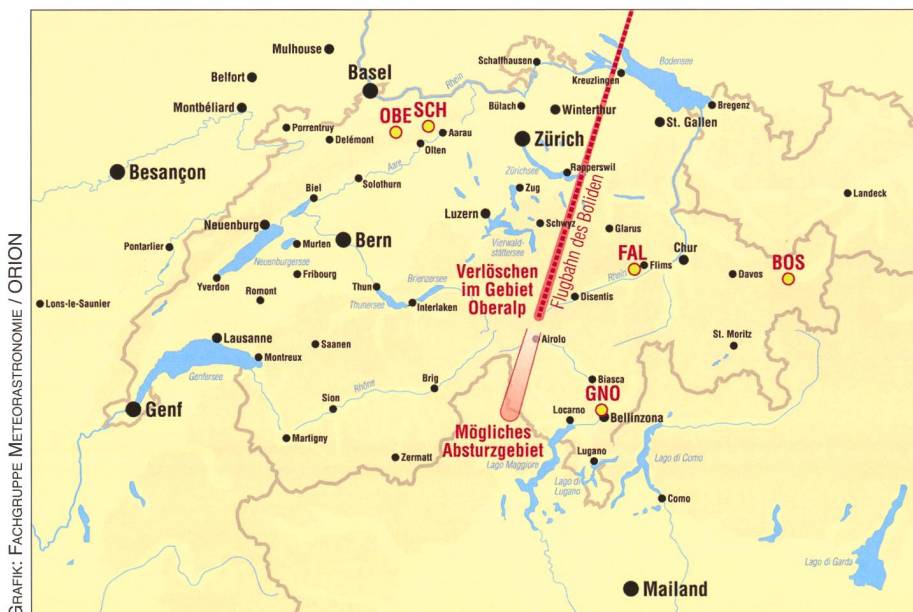 Mulhouse
Schaffhausen
Bodensee
Belfort
Basel
Rhein
Kreuzlingen
Montbéliard
OBE
SCH
Bülach
Winterthur
Bregenz
Porrentruy
Delémont
Aarau
Olten
Zürich
St. Gallen
Besançon
Aare
Zürichsee
Rapperswil
Biel
Solothurn
Zug
Landeck
Neuenburg
Luzern
Schwyz
Glarus
Flugbahn des Boliden
Pontarlier
Murten
Bern
Vierwald-
stättersee
FAL
Chur
BOS
Neuenburgersee
Fribourg
Brienzersee
Verlöschen
im Gebiet
Oberalp
Rhein
Flims
Davos
Yverdon
Romont
Thun
Thunersee
Interlaken
Disentis
Lons-le-Saunier
Lausanne
Saanen
Airolo
St. Moritz
Montreux
Genfersee
Rhône
Brig
Biasca
Genf
Sion
GNO
Locarno
Bellinzona
Martigny
Mögliches
Absturzgebiet
Zermatt
Lago Maggiore
Lugano
Lago di
Lugano
Lago di Como
Como
Lago di Garda
Mailand
GRAFIK: FACHGRUPPE METEORASTRONOMIE / ORION